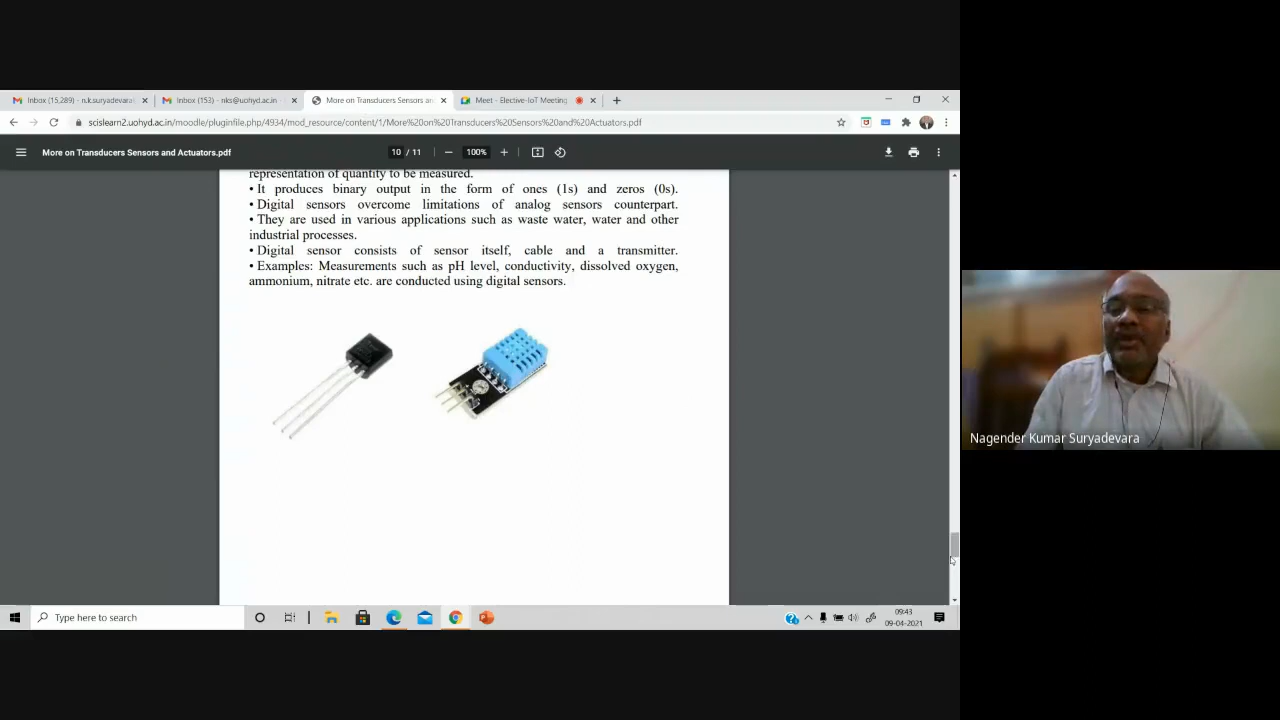 Inbox (15,289) - n.k.suryadevara
Inbox (153) - nks@uohyd.ac.in
More on Transducers Sensors an
Meet - Elective-IoT Meeting
scislearn2.uohyd.ac.in/moodle/pluginfile.php/4934/mod_resource/content/1/More%20on%20Transducers%20Sensors%20and%20Actuators.pdf
More on Transducers Sensors and Actuators.pdf
10 / 11
100%
representation of quantity to be measured.
• It produces binary output in the form of ones (1s) and zeros (0s).
• Digital sensors overcome limitations of analog sensors counterpart.
• They are used in various applications such as waste water, water and other
industrial processes.
• Digital sensor consists of sensor itself, cable and a transmitter.
• Examples: Measurements such as pH level, conductivity, dissolved oxygen,
ammonium, nitrate etc. are conducted using digital sensors.
Nagender Kumar Suryadevara
Type here to search
09:43
09-04-2021